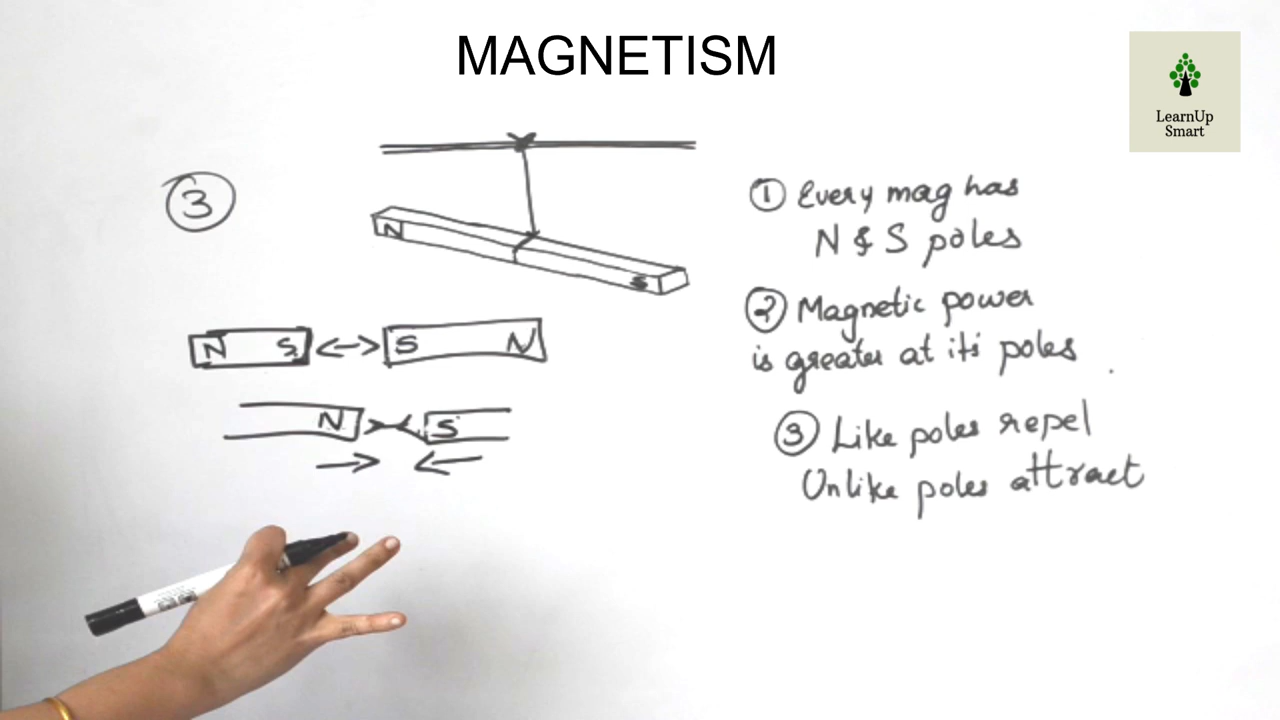 MAGNETISM
LearnUp
Smart
3
N
S
N S S N
N S
1 Every mag has
N & S poles
2 Magnetic power
is greater at its poles
3 Like poles repel
Unlike poles attract